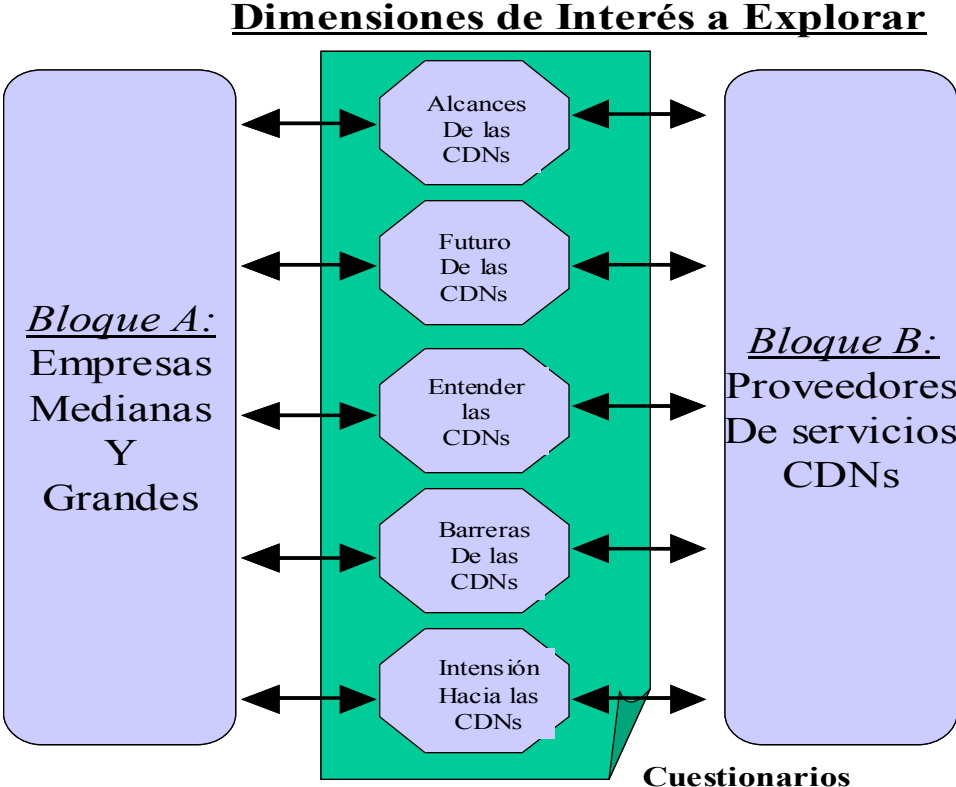 Dimensiones de Interés a Explorar
Bloque A:
Empresas
Medianas
Y
Grandes
Alcances
De las
CDNs
Futuro
De las
CDNs
Entender
las
CDNs
Barreras
De las
CDNs
Intensión
Hacia las
CDNs
Bloque B:
Proveedores
De servicios
CDNs
Cuestionarios